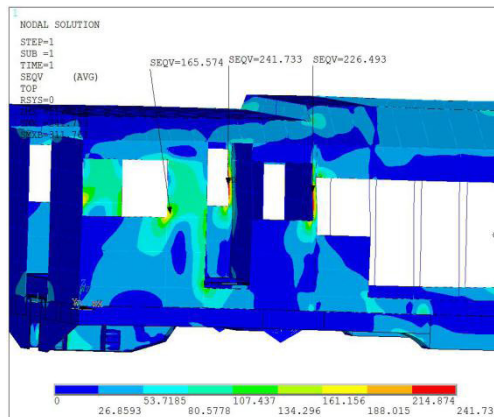 1
NODAL SOLUTION
STEP=1
SUB =1
TIME=1
SEQV (AVG)
TOP
RSYS=0
SEQV=165.574 SEQV=241.733 SEQV=226.493
0 53.7185 107.437 161.156 214.874
26.8593 80.5778 134.296 188.015 241.73